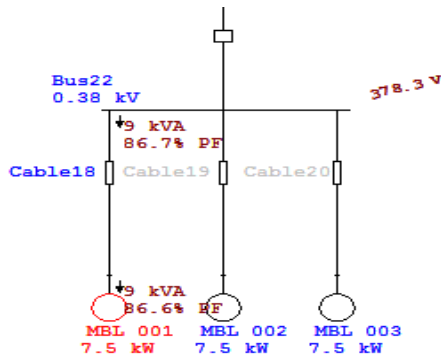 Bus22
0.38 kV
378.3 V
9 kVA
86.7% PF
Cable18
Cable19
Cable20
9 kVA
86.6% PF
MBL 001
7.5 kW
MBL 002
7.5 kW
MBL 003
7.5 kW